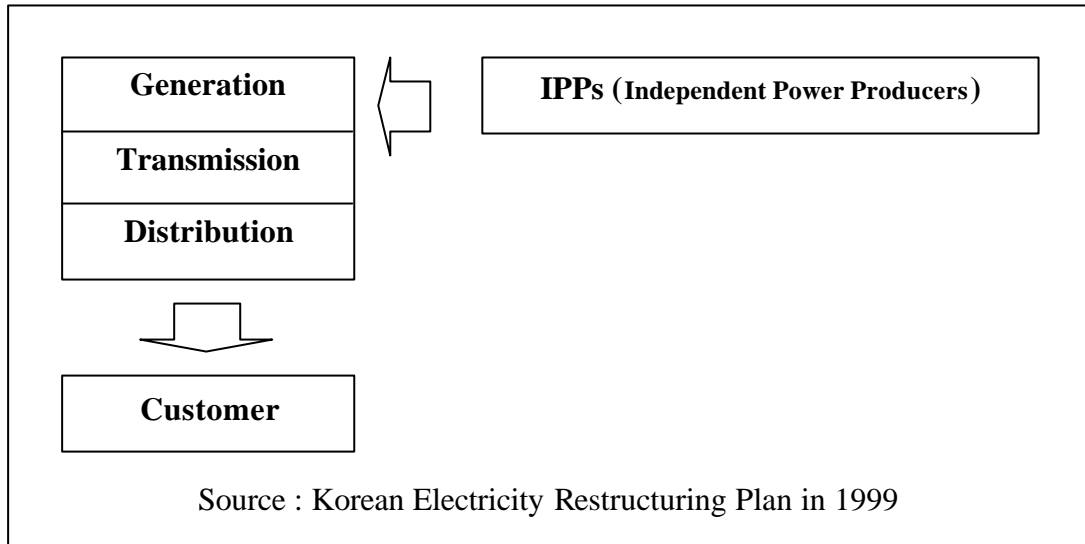 Generation
IPPs (Independent Power Producers)
Transmission
Distribution
Customer
Source : Korean Electricity Restructuring Plan in 1999